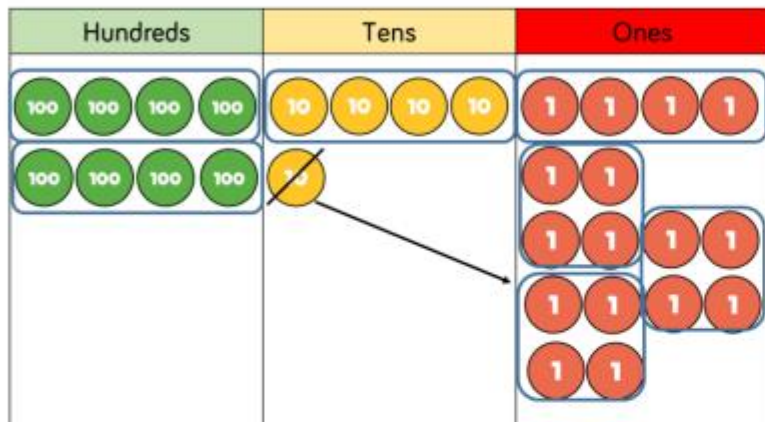 Hundreds Tens Ones
100 100 100 100 10 10 10 10 1 1 1 1
100 100 100 100 10 1 1
1 1 1 1
1 1 1 1
1 1